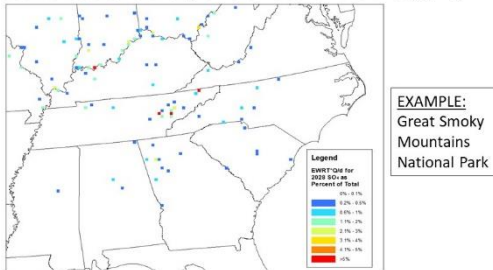 EXAMPLE:
Great Smoky
Mountains
National Park
Legend
EWRT*Q/d for
2028 SO₄ as
Percent of Total
0% - 0.1%
0.2% - 0.5%
0.6% - 1%
1.1% - 2%
2.1% - 3%
3.1% - 4%
4.1% - 5%
>5%